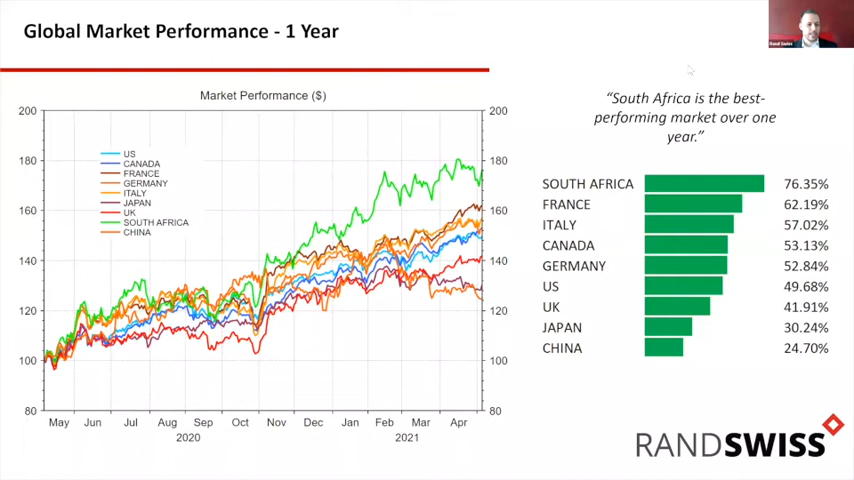 Global Market Performance - 1 Year
Rand Swiss
Market Performance ($)
200
180
160
140
120
100
80
200
180
160
140
120
100
80
US
CANADA
FRANCE
GERMANY
ITALY
JAPAN
UK
SOUTH AFRICA
CHINA
May Jun Jul Aug Sep Oct Nov Dec Jan Feb Mar Apr
2020 2021
“South Africa is the best-
performing market over one
year.”
SOUTH AFRICA 76.35%
FRANCE 62.19%
ITALY 57.02%
CANADA 53.13%
GERMANY 52.84%
US 49.68%
UK 41.91%
JAPAN 30.24%
CHINA 24.70%
RANDSWISS